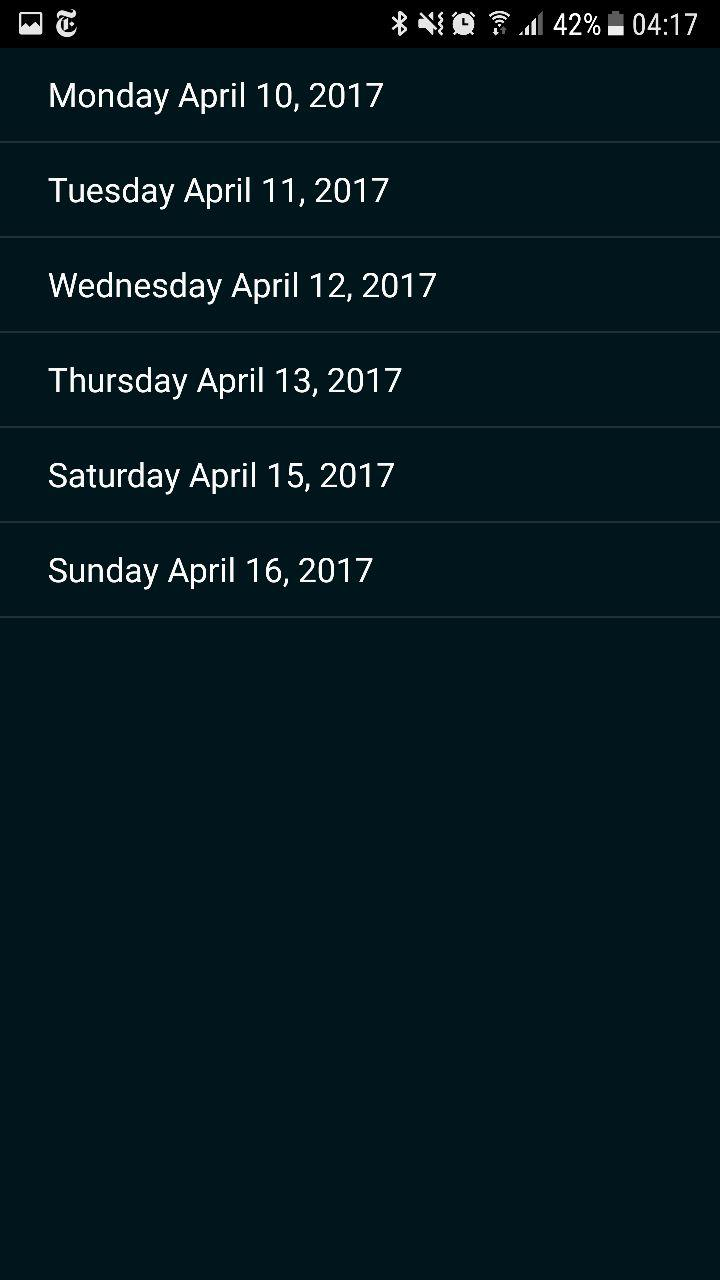 42% 04:17
Monday April 10, 2017
Tuesday April 11, 2017
Wednesday April 12, 2017
Thursday April 13, 2017
Saturday April 15, 2017
Sunday April 16, 2017